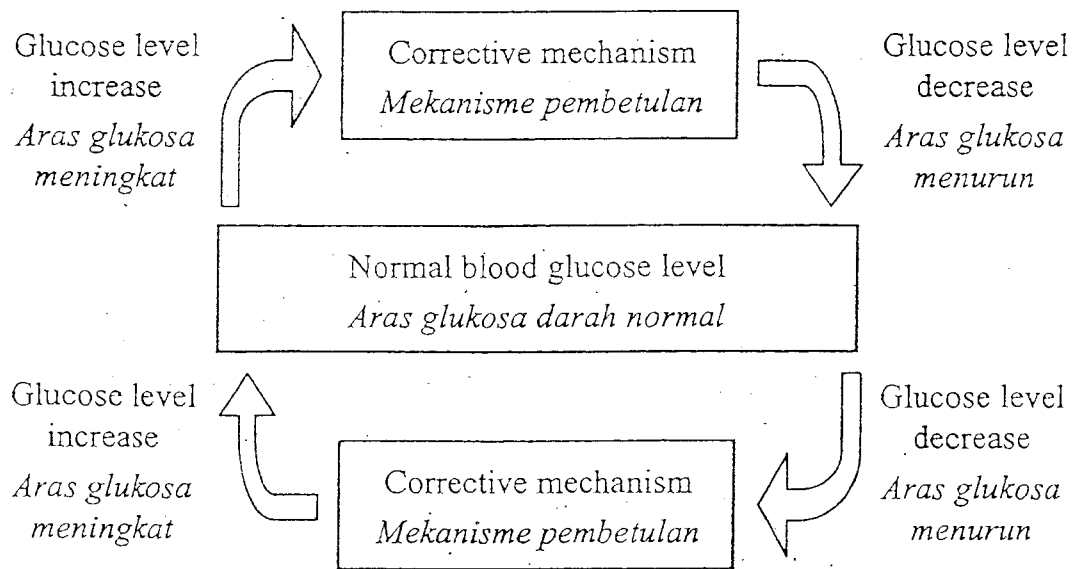 Glucose level
increase
Aras glukosa
meningkat
Corrective mechanism
Mekanisme pembetulan
Glucose level
decrease
Aras glukosa
menurun
Normal blood glucose level
Aras glukosa darah normal
Glucose level
increase
Aras glukosa
meningkat
Corrective mechanism
Mekanisme pembetulan
Glucose level
decrease
Aras glukosa
menurun